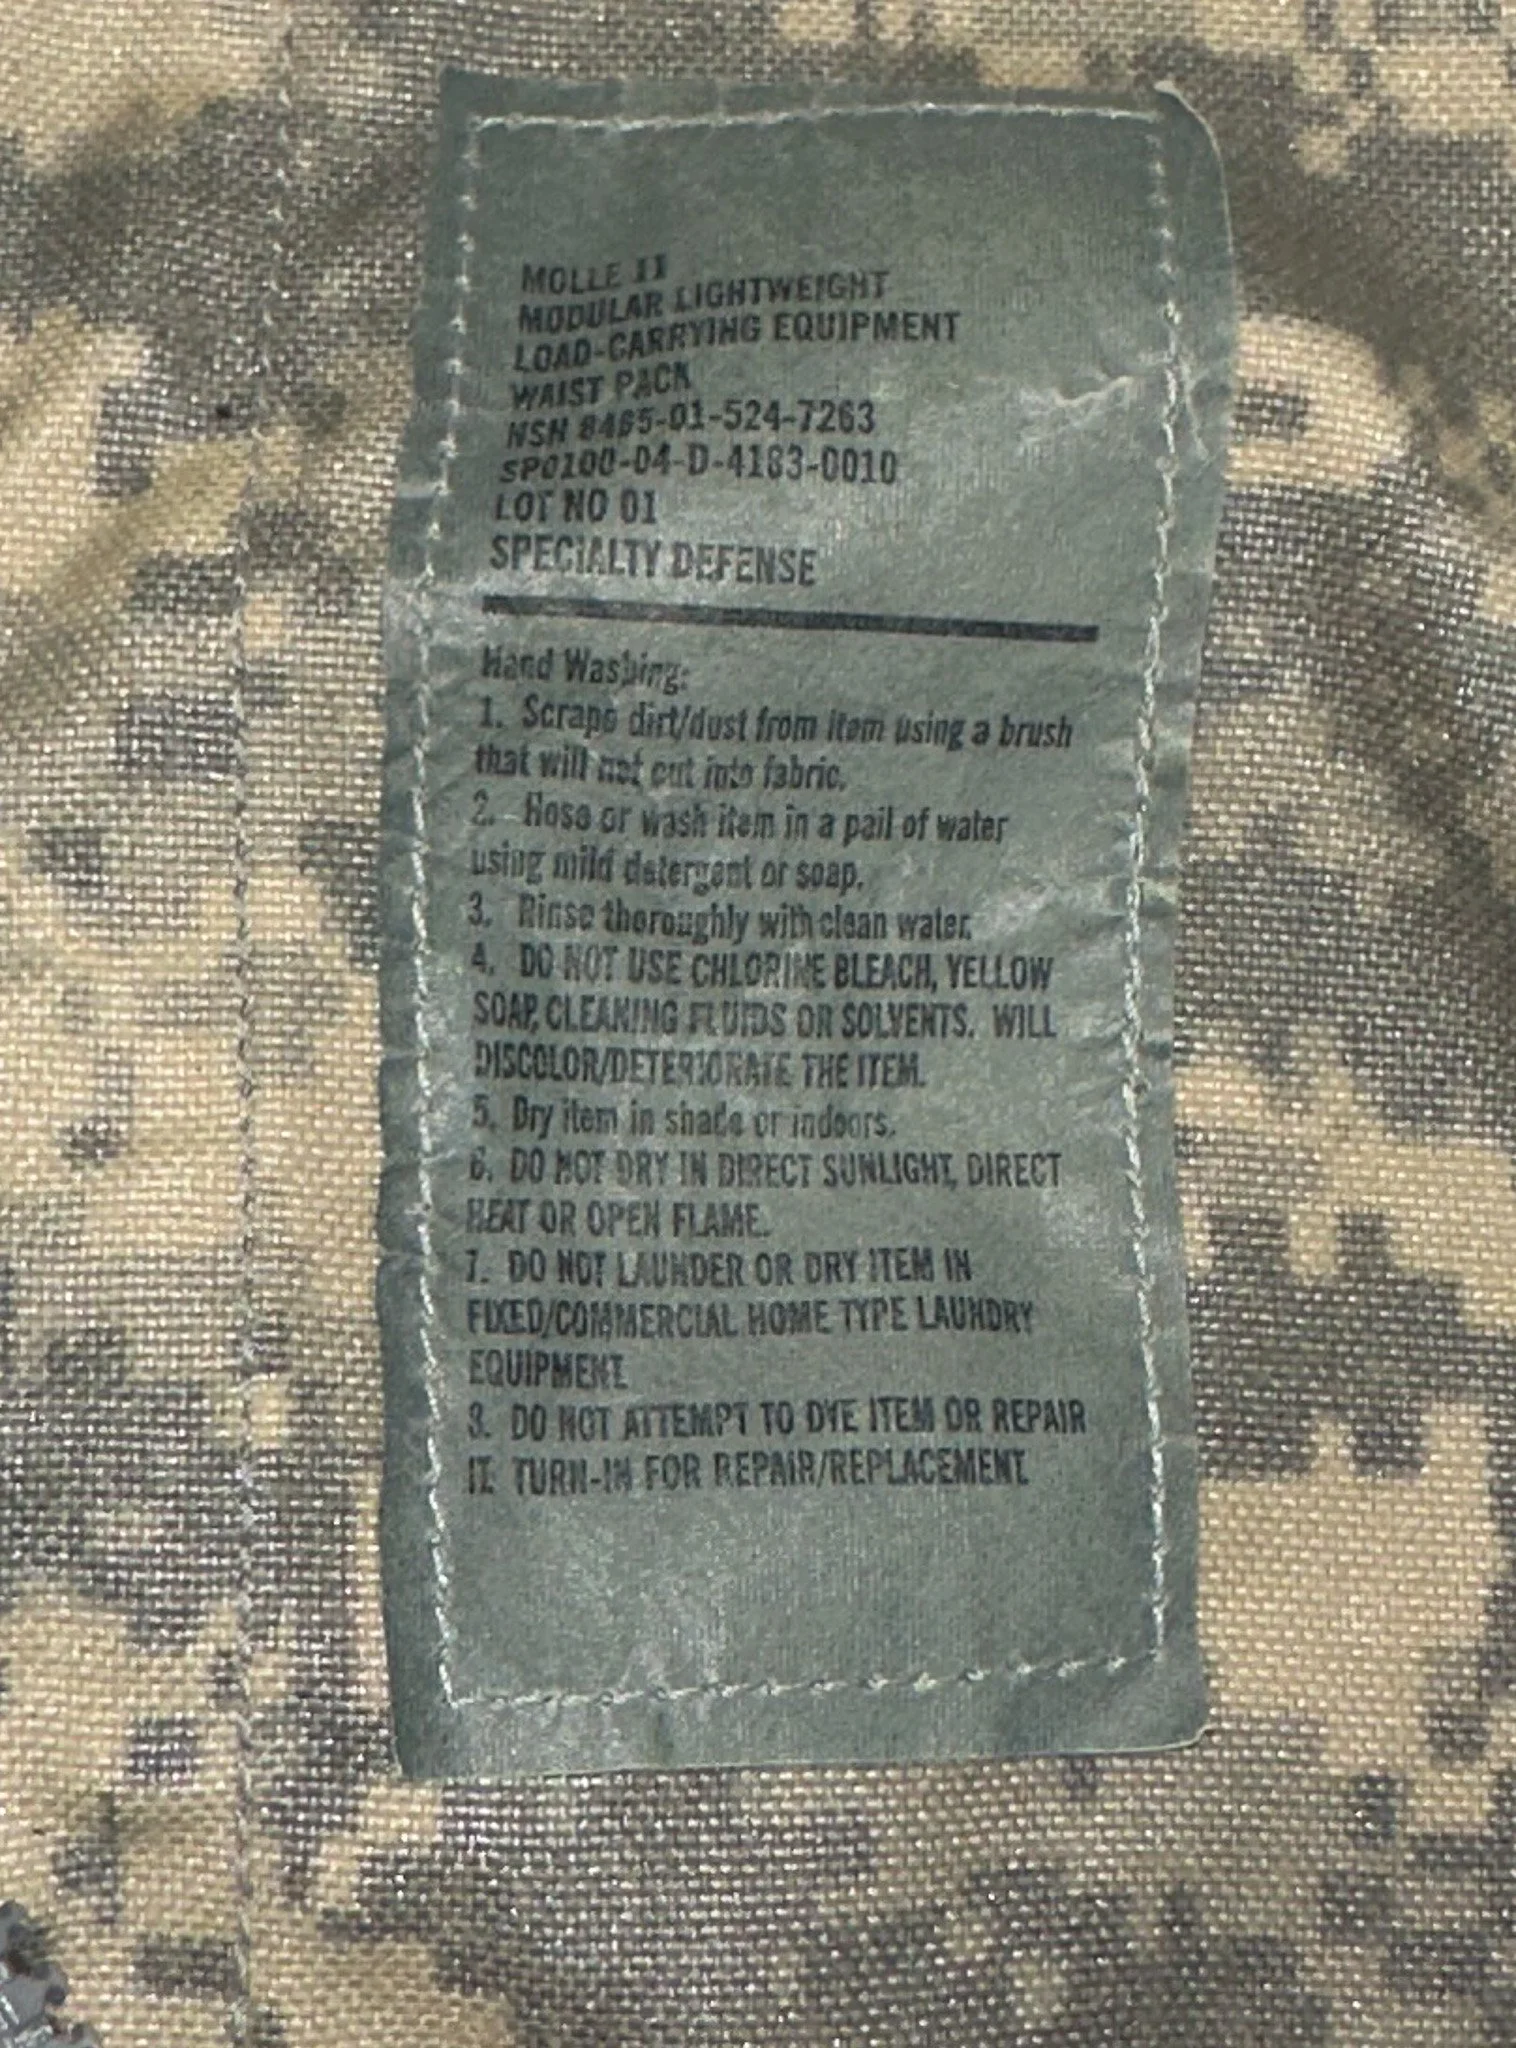 MOLLE II
MODULAR LIGHTWEIGHT
LOAD-CARRYING EQUIPMENT
WAIST PACK
NSN 8465-01-524-7263
SP0100-04-D-4183-0010
LOT NO 01
SPECIALTY DEFENSE
Hand Washing:
1. Scrape dirt/dust from item using a brush
that will not cut into fabric.
2. Hose or wash item in a pail of water
using mild detergent or soap.
3. Rinse thoroughly with clean water.
4. DO NOT USE CHLORINE BLEACH, YELLOW
SOAP, CLEANING FLUIDS OR SOLVENTS. WILL
DISCOLOR/DETERIORATE THE ITEM.
5. Dry item in shade or indoors.
6. DO NOT DRY IN DIRECT SUNLIGHT, DIRECT
HEAT OR OPEN FLAME.
7. DO NOT LAUNDER OR DRY ITEM IN
FIXED/COMMERCIAL HOME TYPE LAUNDRY
EQUIPMENT.
8. DO NOT ATTEMPT TO DYE ITEM OR REPAIR
IT. TURN-IN FOR REPAIR/REPLACEMENT.